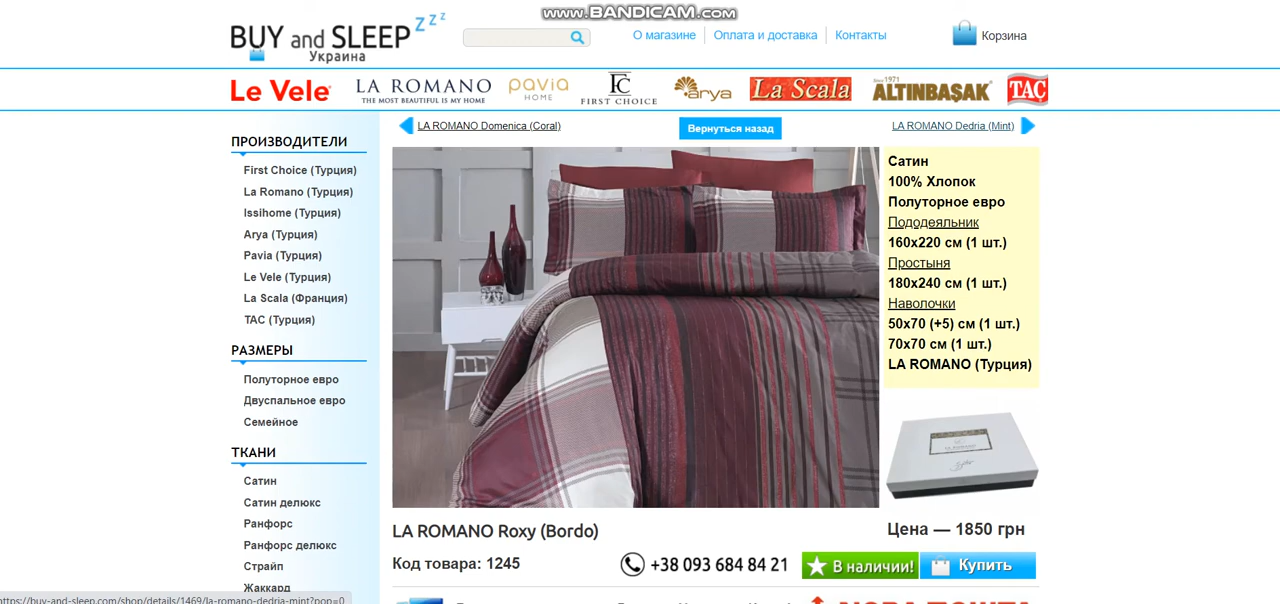 www.BANDICAM.com
BUY and SLEEP Z Z Z
Украина
О магазине
Оплата и доставка
Контакты
Корзина
Le Vele
LA ROMANO
THE MOST BEAUTIFUL IS MY HOME
pavia
HOME
FC
FIRST CHOICE
arya
La Scala
Since 1971
ALTINBAŞAK
TAÇ
LA ROMANO Domenica (Coral)
Вернуться назад
LA ROMANO Dedria (Mint)
ПРОИЗВОДИТЕЛИ
First Choice (Турция)
La Romano (Турция)
Issihome (Турция)
Arya (Турция)
Pavia (Турция)
Le Vele (Турция)
La Scala (Франция)
TAC (Турция)
РАЗМЕРЫ
Полуторное евро
Двуспальное евро
Семейное
ТКАНИ
Сатин
Сатин делюкс
Ранфорс
Ранфорс делюкс
Страйп
Жаккард
Сатин
100% Хлопок
Полуторное евро
Пододеяльник
160x220 см (1 шт.)
Простыня
180x240 см (1 шт.)
Наволочки
50x70 (+5) см (1 шт.)
70x70 см (1 шт.)
LA ROMANO (Турция)
LA ROMANO Roxy (Bordo)
Цена — 1850 грн
Код товара: 1245
+38 093 684 84 21
В наличии!
Купить
https://buy-and-sleep.com/shop/details/1469/la-romano-dedria-mint?pop=0